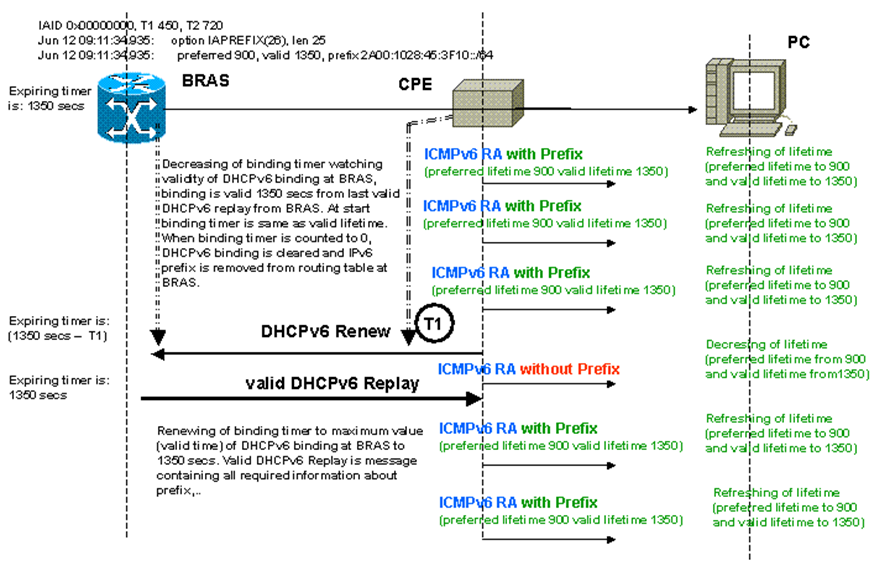 IAID 0x00000000, T1 450, T2 720
Jun 12 09:11:34.935: option IAPREFIX(26), len 25
Jun 12 09:11:34.935: preferred 900, valid 1350, prefix 2A00:1028:45:3F10::/64
PC
BRAS
CPE
Expiring timer
is: 1350 secs
Decreasing of binding timer watching
validity of DHCPv6 binding at BRAS,
binding is valid 1350 secs from last valid
DHCPv6 replay from BRAS. At start
binding timer is same as valid lifetime.
When binding timer is counted to 0,
DHCPv6 binding is cleared and IPv6
prefix is removed from routing table at
BRAS.
ICMPv6 RA with Prefix
(preferred lifetime 900 valid lifetime 1350)
Refreshing of lifetime
(preferred lifetime to 900
and valid lifetime to 1350)
ICMPv6 RA with Prefix
(preferred lifetime 900 valid lifetime 1350)
Refreshing of lifetime
(preferred lifetime to 900
and valid lifetime to 1350)
ICMPv6 RA with Prefix
(preferred lifetime 900 valid lifetime 1350)
Refreshing of lifetime
(preferred lifetime to 900
and valid lifetime to 1350)
Expiring timer is:
(1350 secs – T1)
DHCPv6 Renew
T1
ICMPv6 RA without Prefix
Decresing of lifetime
(preferred lifetime from 900
and valid lifetime from1350)
Expiring timer is:
1350 secs
valid DHCPv6 Replay
Renewing of binding timer to maximum value
(valid time) of DHCPv6 binding at BRAS to
1350 secs. Valid DHCPv6 Replay is message
containing all required information about
prefix,..
ICMPv6 RA with Prefix
(preferred lifetime 900 valid lifetime 1350)
Refreshing of lifetime
(preferred lifetime to 900
and valid lifetime to 1350)
ICMPv6 RA with Prefix
(preferred lifetime 900 valid lifetime 1350)
Refreshing of lifetime
(preferred lifetime to 900
and valid lifetime to 1350)